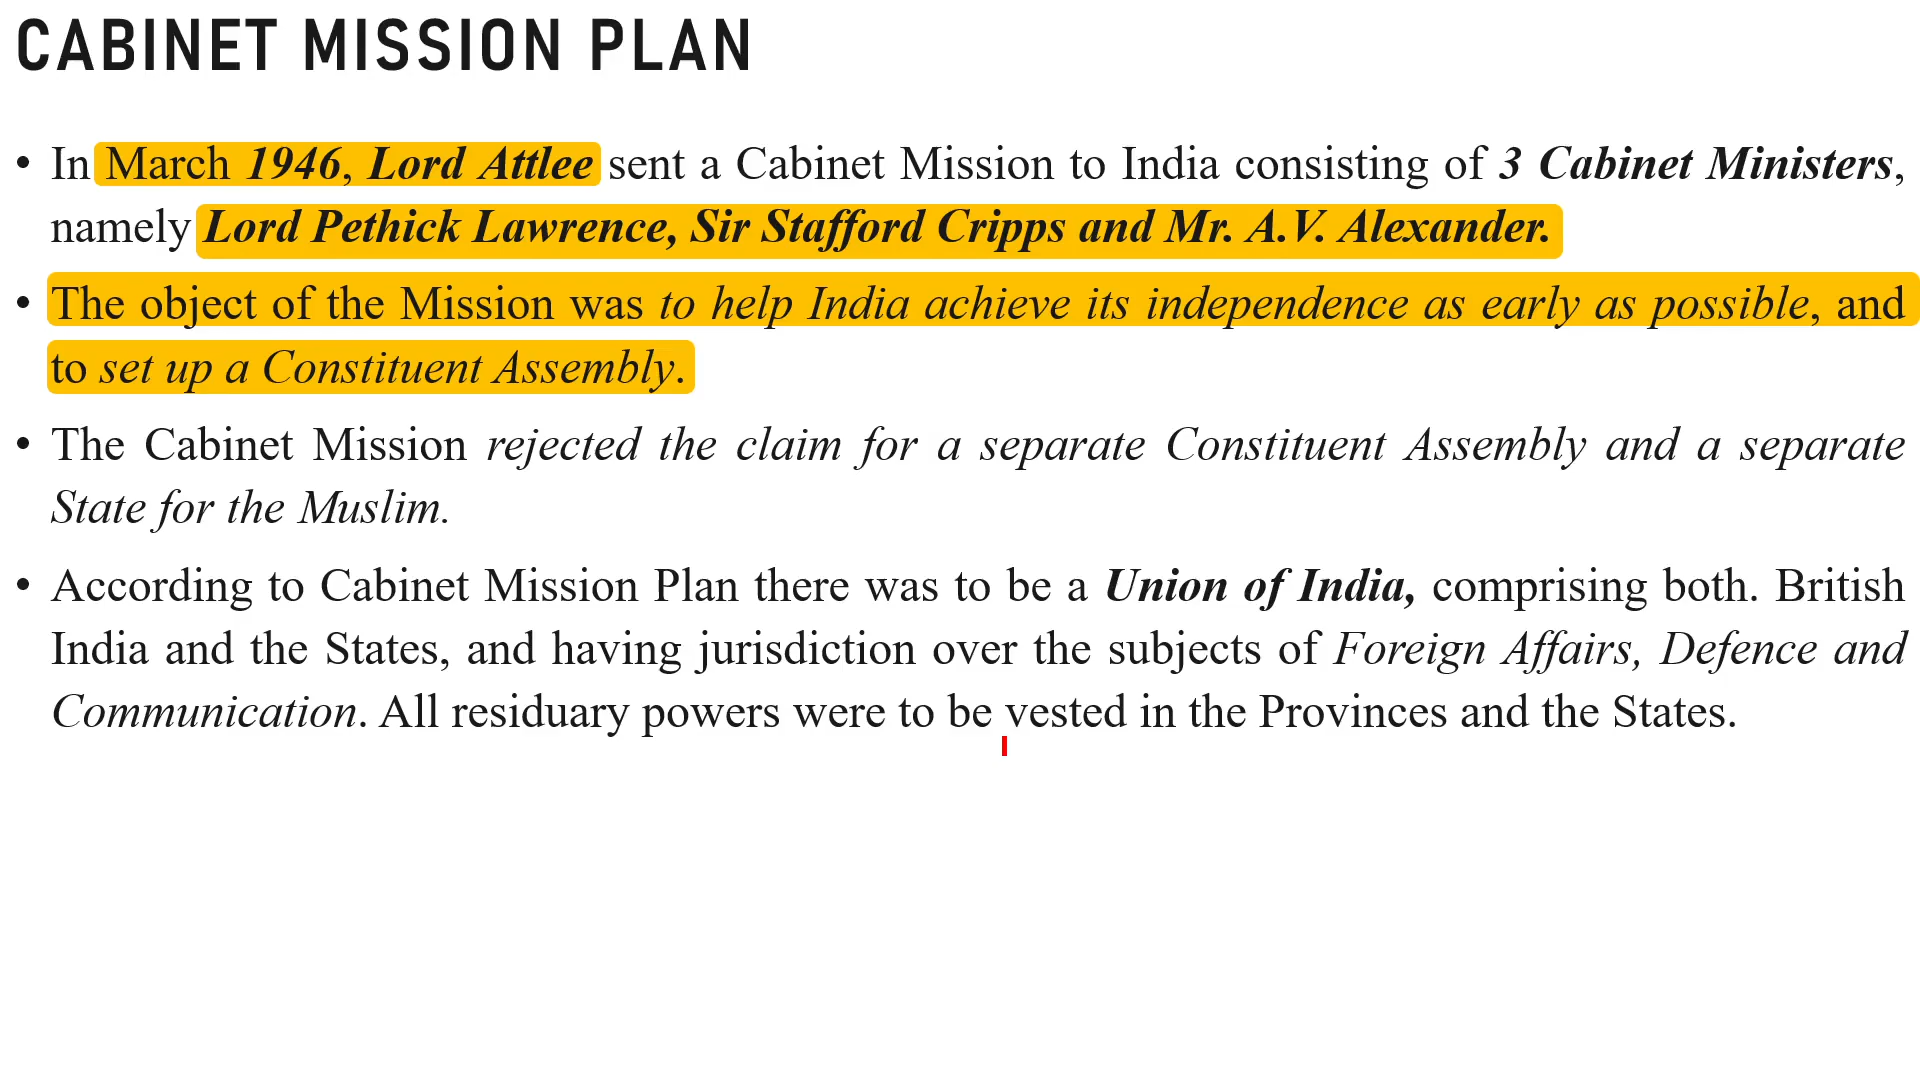 CABINET MISSION PLAN
• In March 1946, Lord Attlee sent a Cabinet Mission to India consisting of 3 Cabinet Ministers,
namely Lord Pethick Lawrence, Sir Stafford Cripps and Mr. A.V. Alexander.
• The object of the Mission was to help India achieve its independence as early as possible, and
to set up a Constituent Assembly.
• The Cabinet Mission rejected the claim for a separate Constituent Assembly and a separate
State for the Muslim.
• According to Cabinet Mission Plan there was to be a Union of India, comprising both. British
India and the States, and having jurisdiction over the subjects of Foreign Affairs, Defence and
Communication. All residuary powers were to be vested in the Provinces and the States.